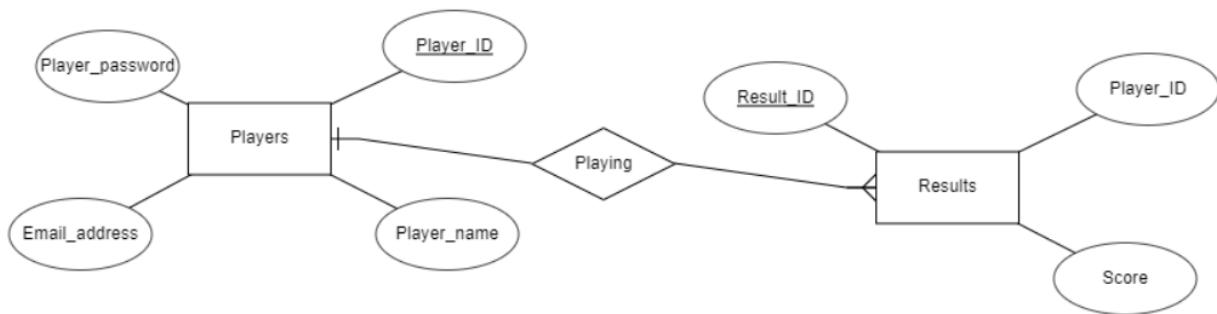 Player_password
Player_ID
Players
Email_address
Player_name
Playing
Result_ID
Player_ID
Results
Score